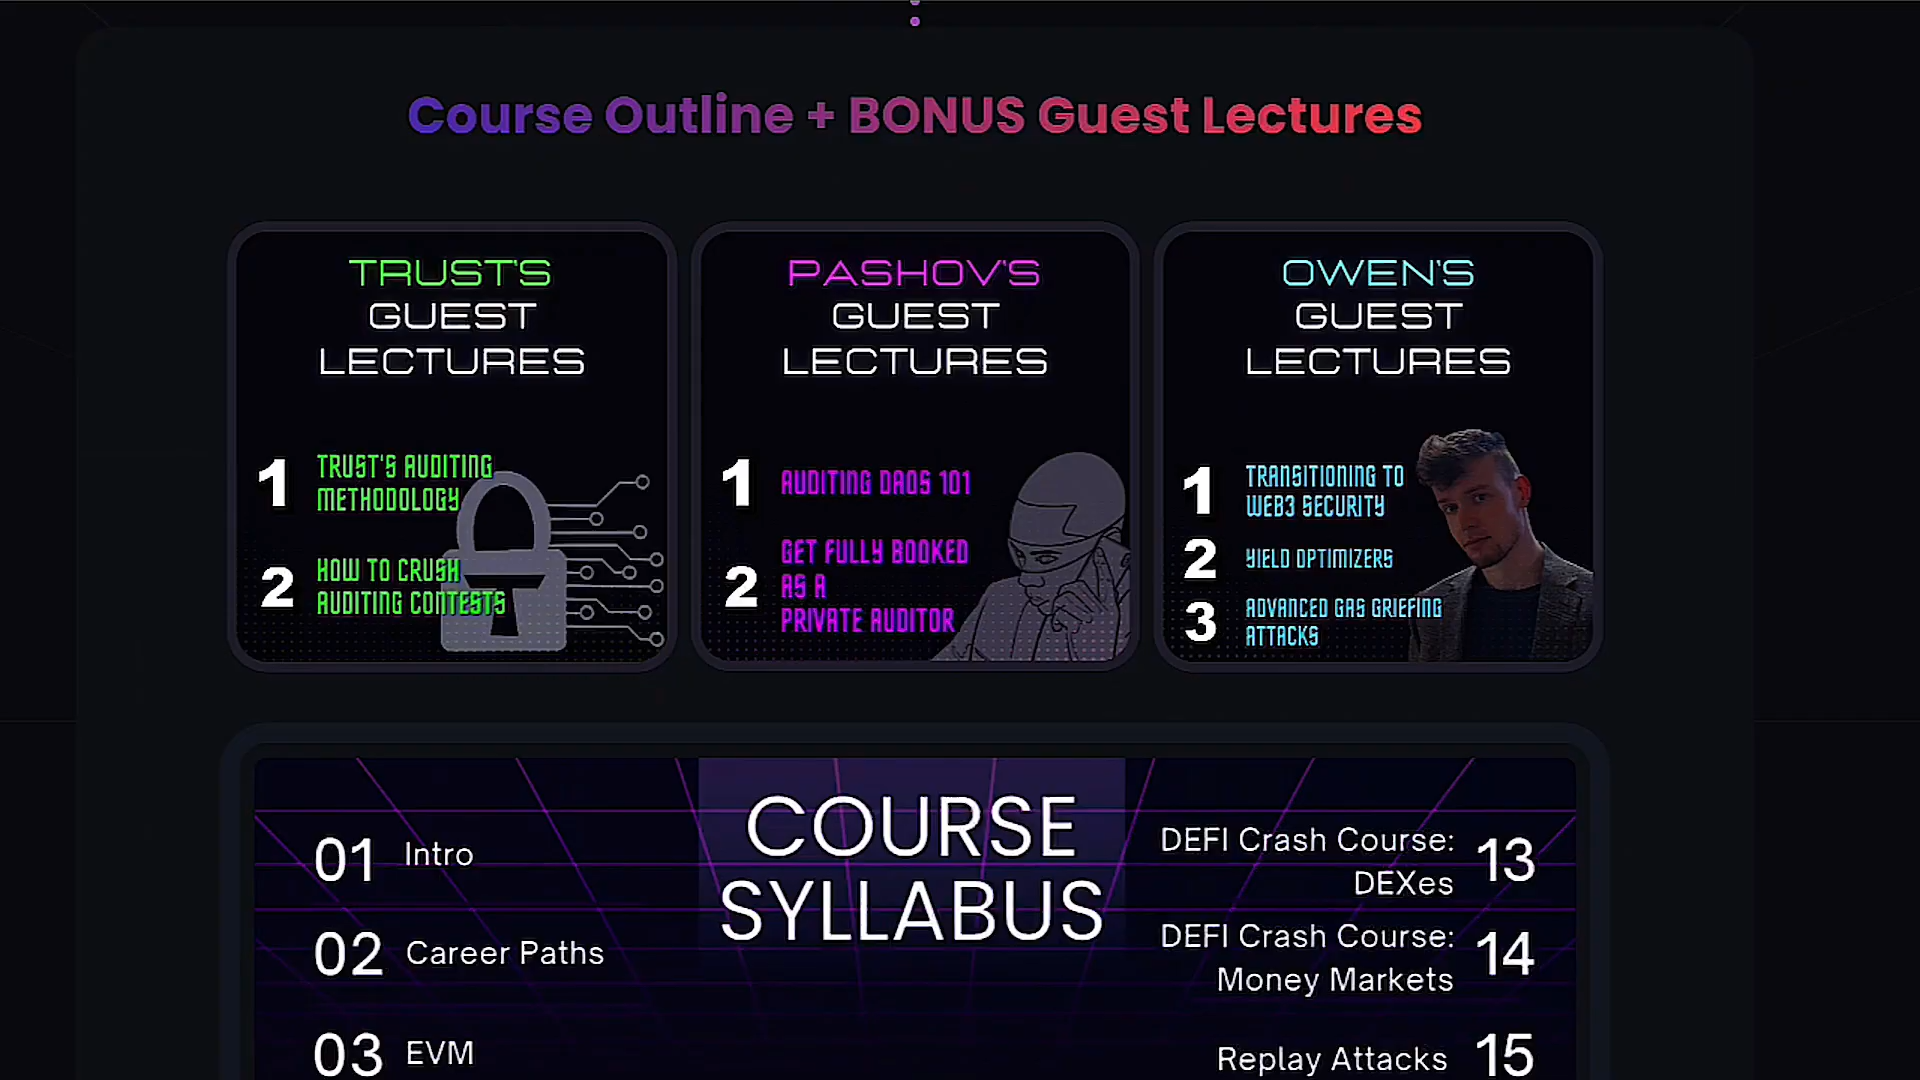 Course Outline + BONUS Guest Lectures
TRUST'S
GUEST
LECTURES
1 TRUST'S AUDITING
METHODOLOGY
2 HOW TO CRUSH
AUDITING CONTESTS
PASHOV'S
GUEST
LECTURES
1 AUDITING DAOS 101
2 GET FULLY BOOKED
AS A
PRIVATE AUDITOR
OWEN'S
GUEST
LECTURES
1 TRANSITIONING TO
WEB3 SECURITY
2 YIELD OPTIMIZERS
3 ADVANCED GAS GRIEFING
ATTACKS
COURSE
SYLLABUS
01 Intro
02 Career Paths
03 EVM
DEFI Crash Course:
DEXes 13
DEFI Crash Course:
Money Markets 14
Replay Attacks 15